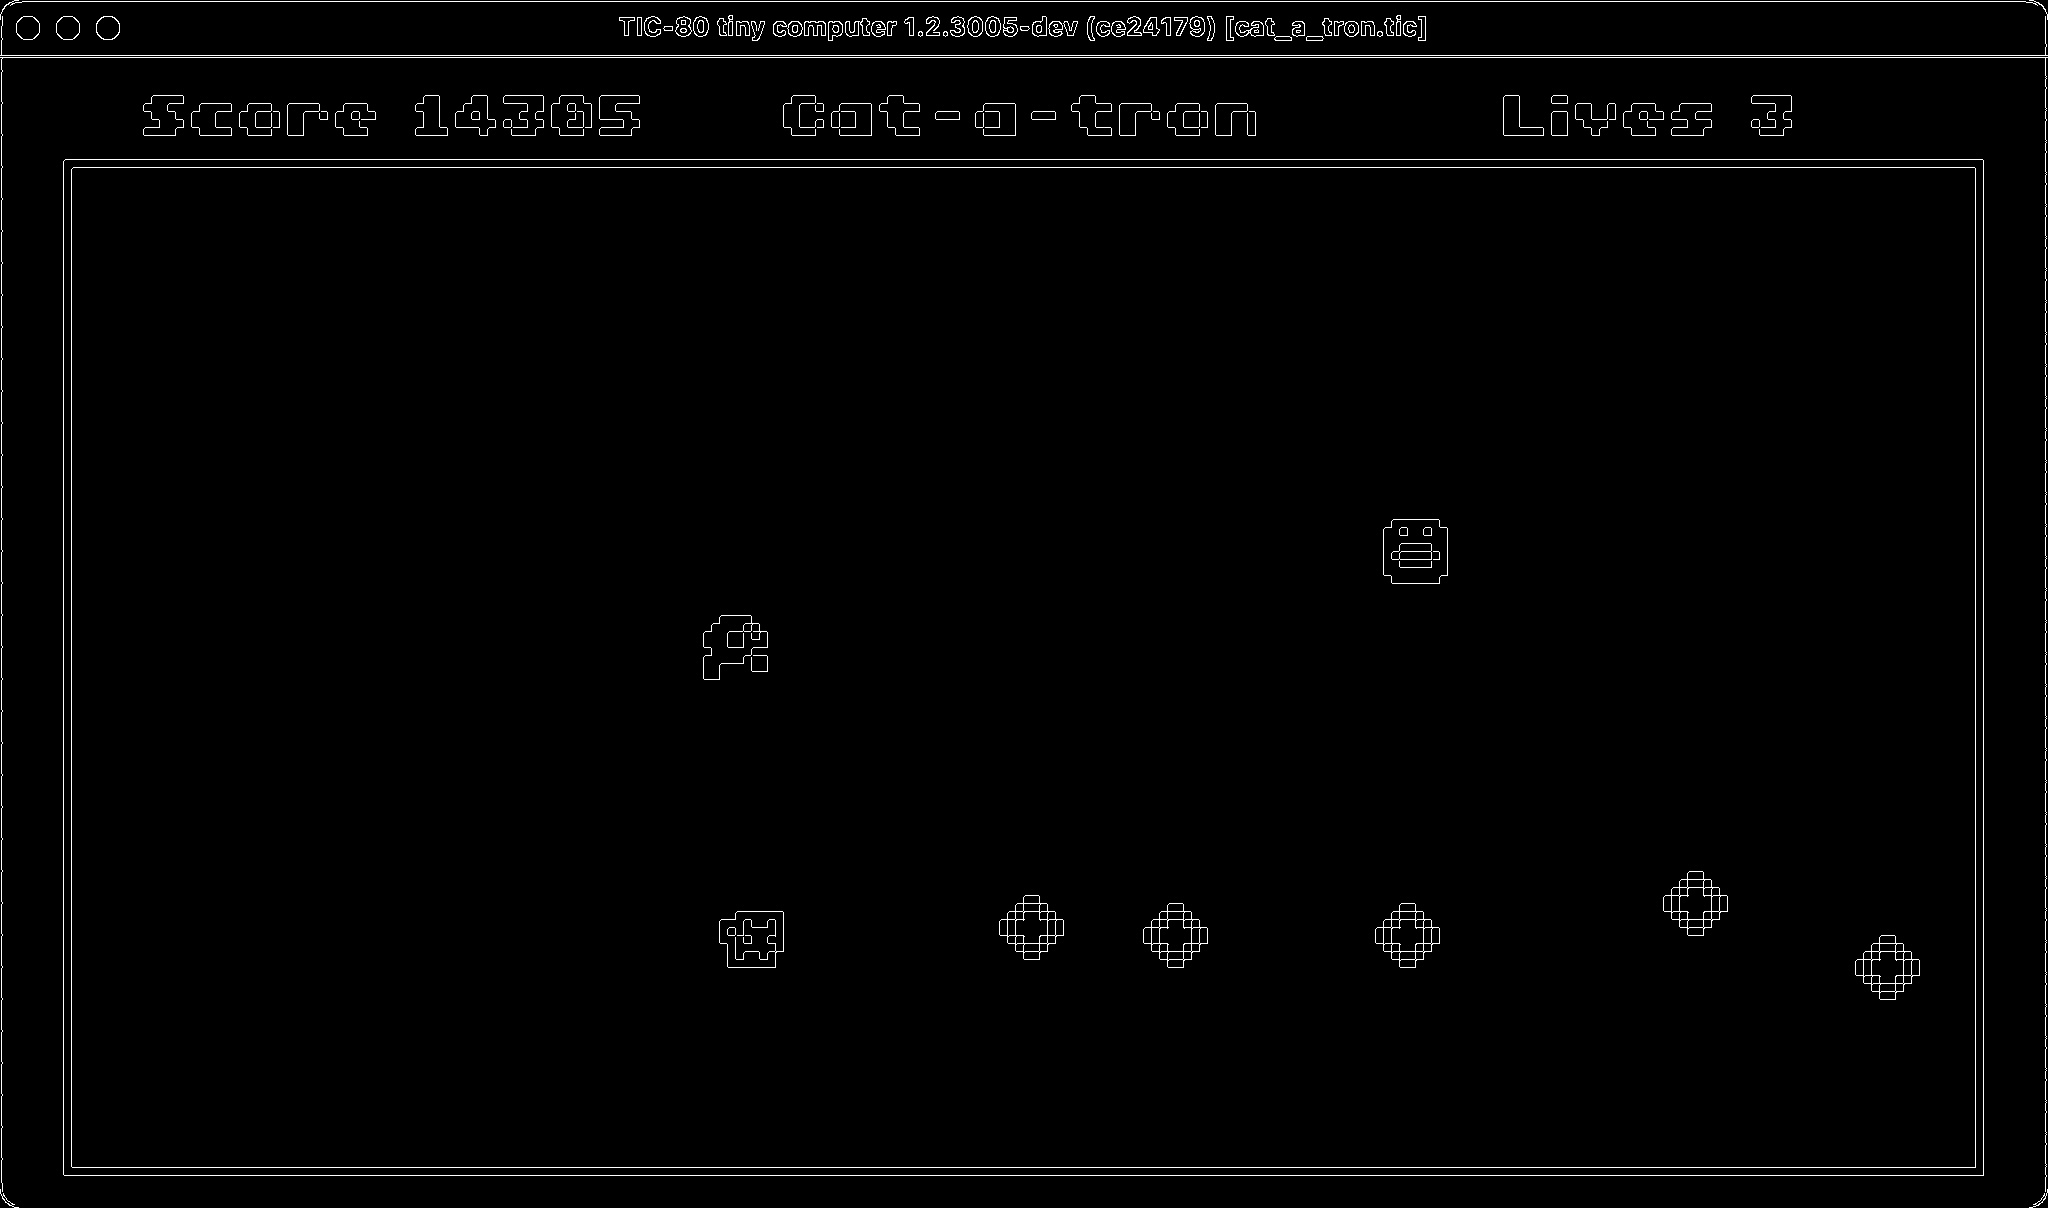 TIC-80 tiny computer 1.2.3005-dev (ce24179) [cat_a_tron.tic]
Score 14305 Cat-a-tron Lives 3